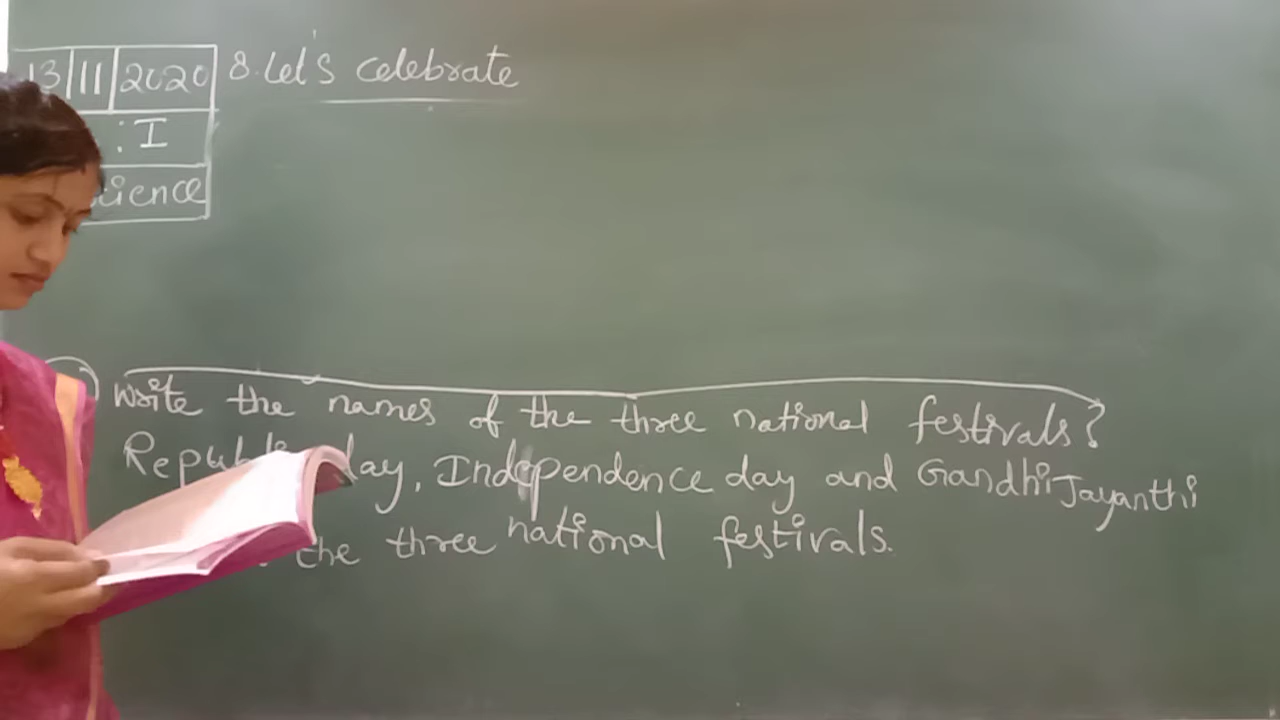 13/11/2020
8. Let's celebrate
: I
cience
Write the names of the three national festivals?
Republi day, Independence day and Gandhi Jayanthi
the three national festivals.